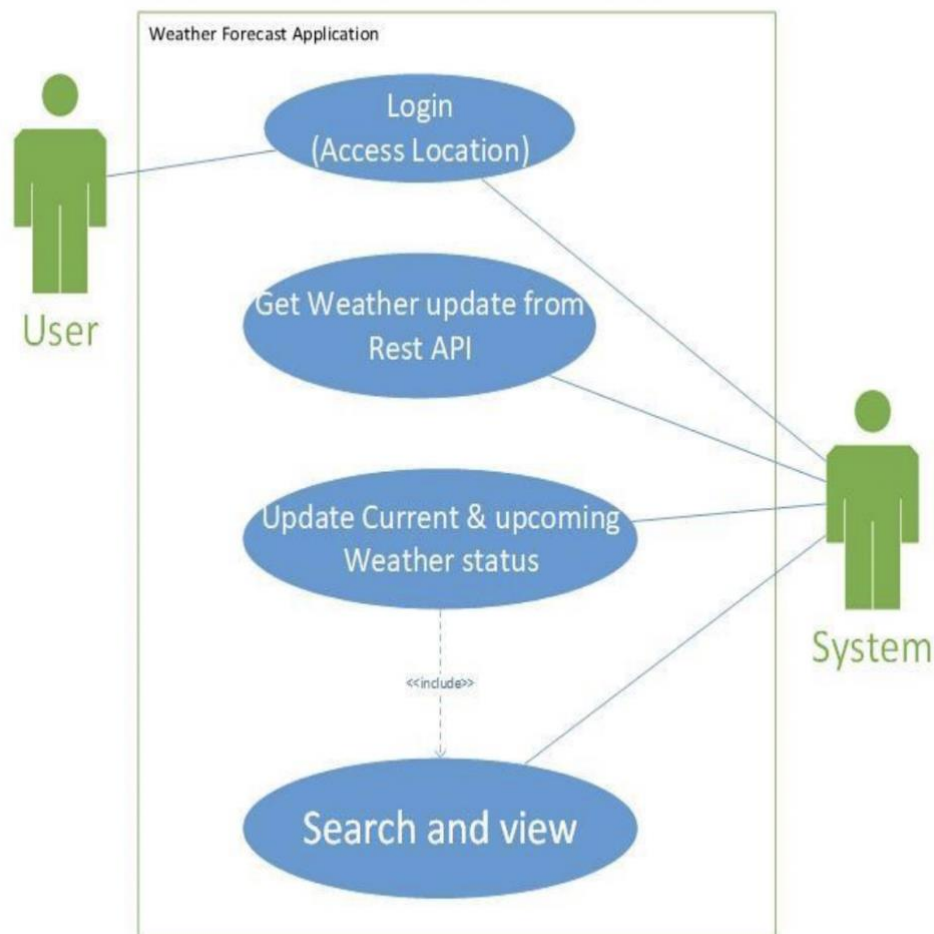 Weather Forecast Application
Login
(Access Location)
User
Get Weather update from
Rest API
Update Current & upcoming
Weather status
System
<<include>>
Search and view